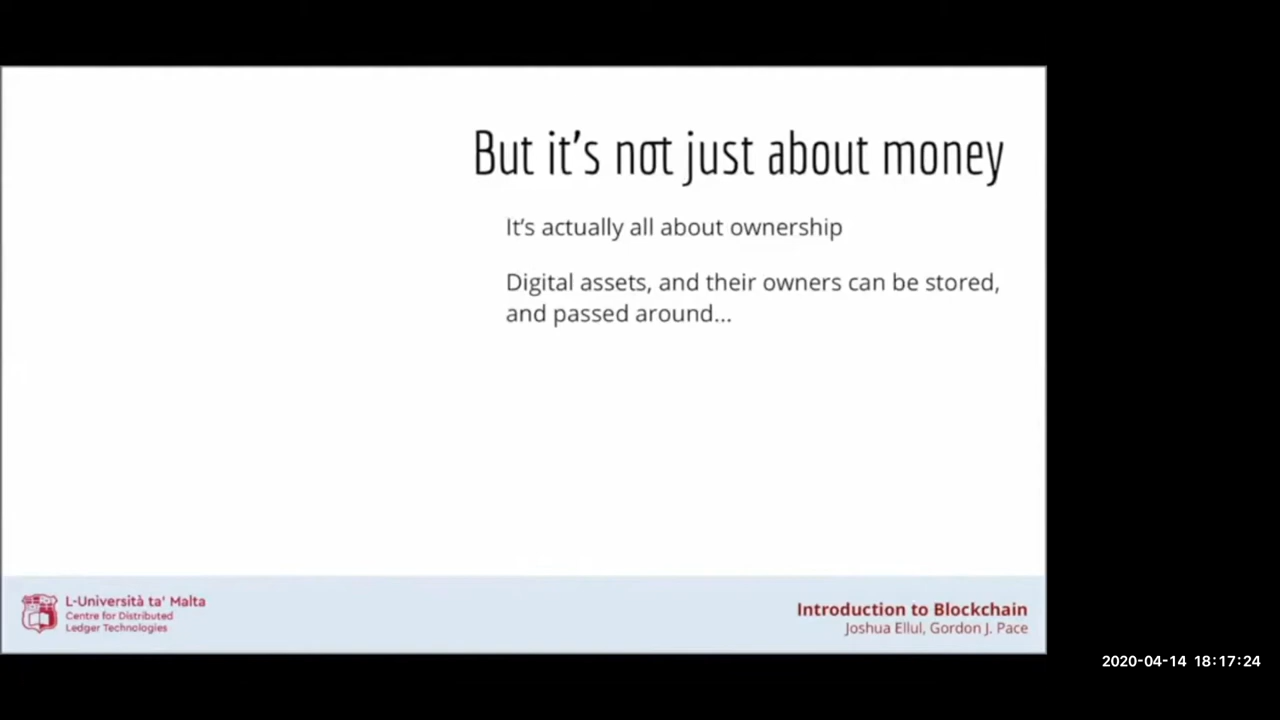 But it's not just about money
It's actually all about ownership
Digital assets, and their owners can be stored,
and passed around...
L-Università ta' Malta
Centre for Distributed
Ledger Technologies
Introduction to Blockchain
Joshua Ellul, Gordon J. Pace
2020-04-14 18:17:24